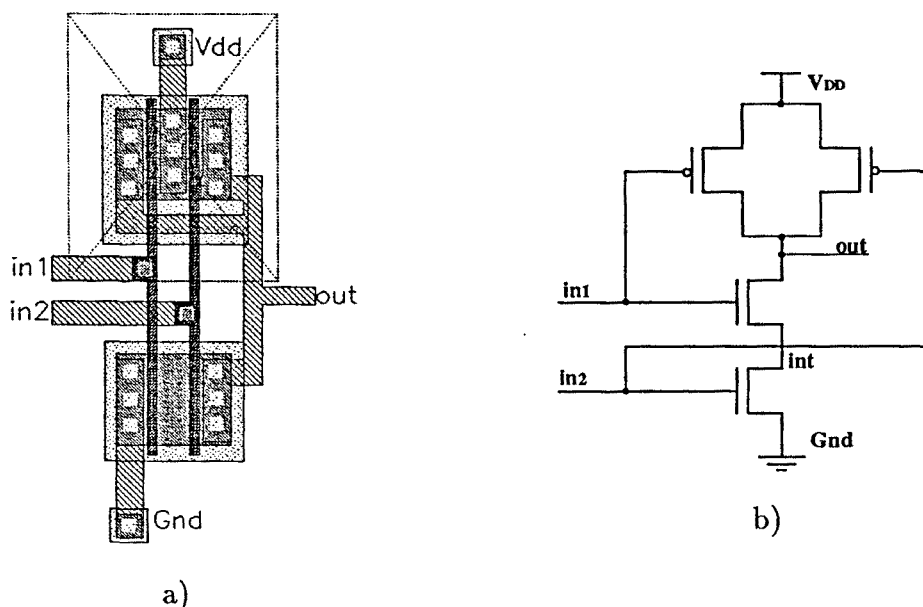 Vdd
in1
in2
out
Gnd
a)
VDD
out
in1
int
in2
Gnd
b)